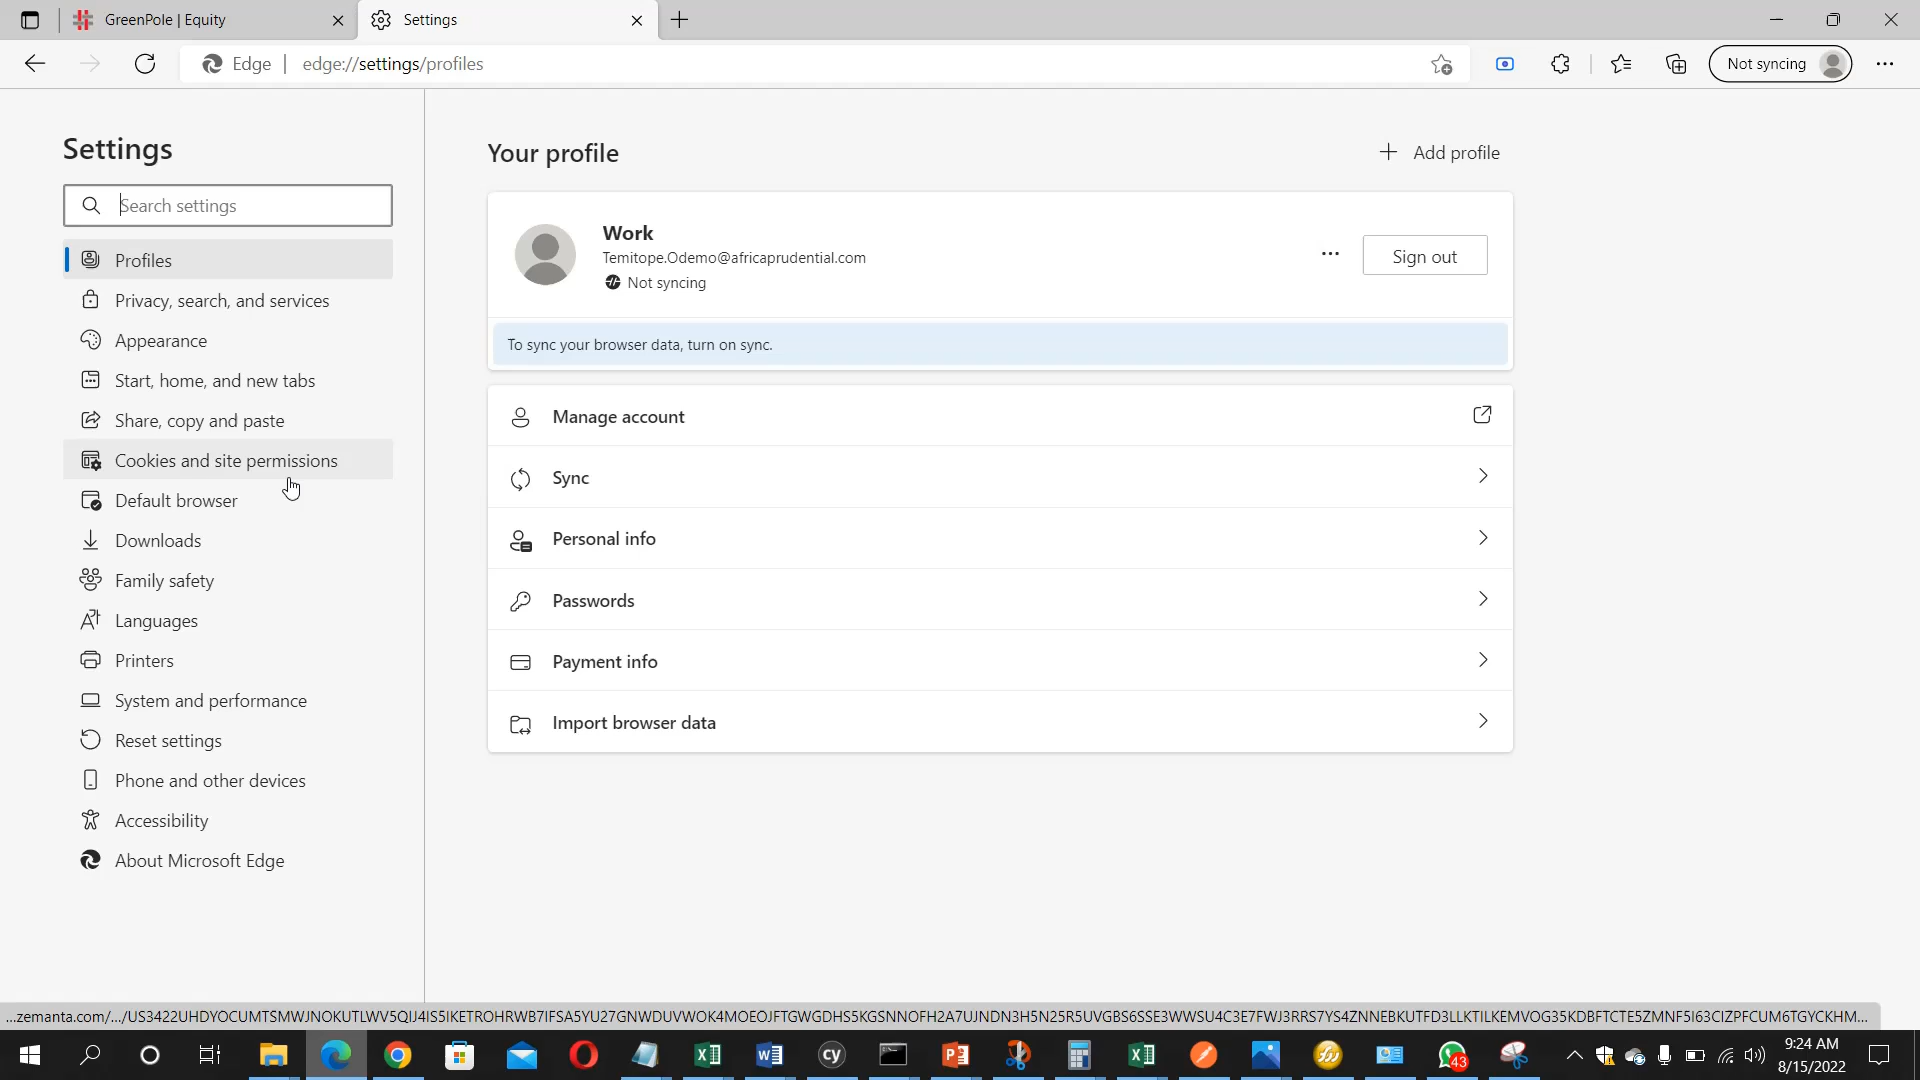 GreenPole | Equity
Settings
Edge
edge://settings/profiles
Not syncing
Settings
Search settings
Profiles
Privacy, search, and services
Appearance
Start, home, and new tabs
Share, copy and paste
Cookies and site permissions
Default browser
Downloads
Family safety
Languages
Printers
System and performance
Reset settings
Phone and other devices
Accessibility
About Microsoft Edge
Your profile
Add profile
Work
Temitope.Odemo@africaprudential.com
Not syncing
Sign out
To sync your browser data, turn on sync.
Manage account
Sync
Personal info
Passwords
Payment info
Import browser data
cy
43
9:24 AM
8/15/2022